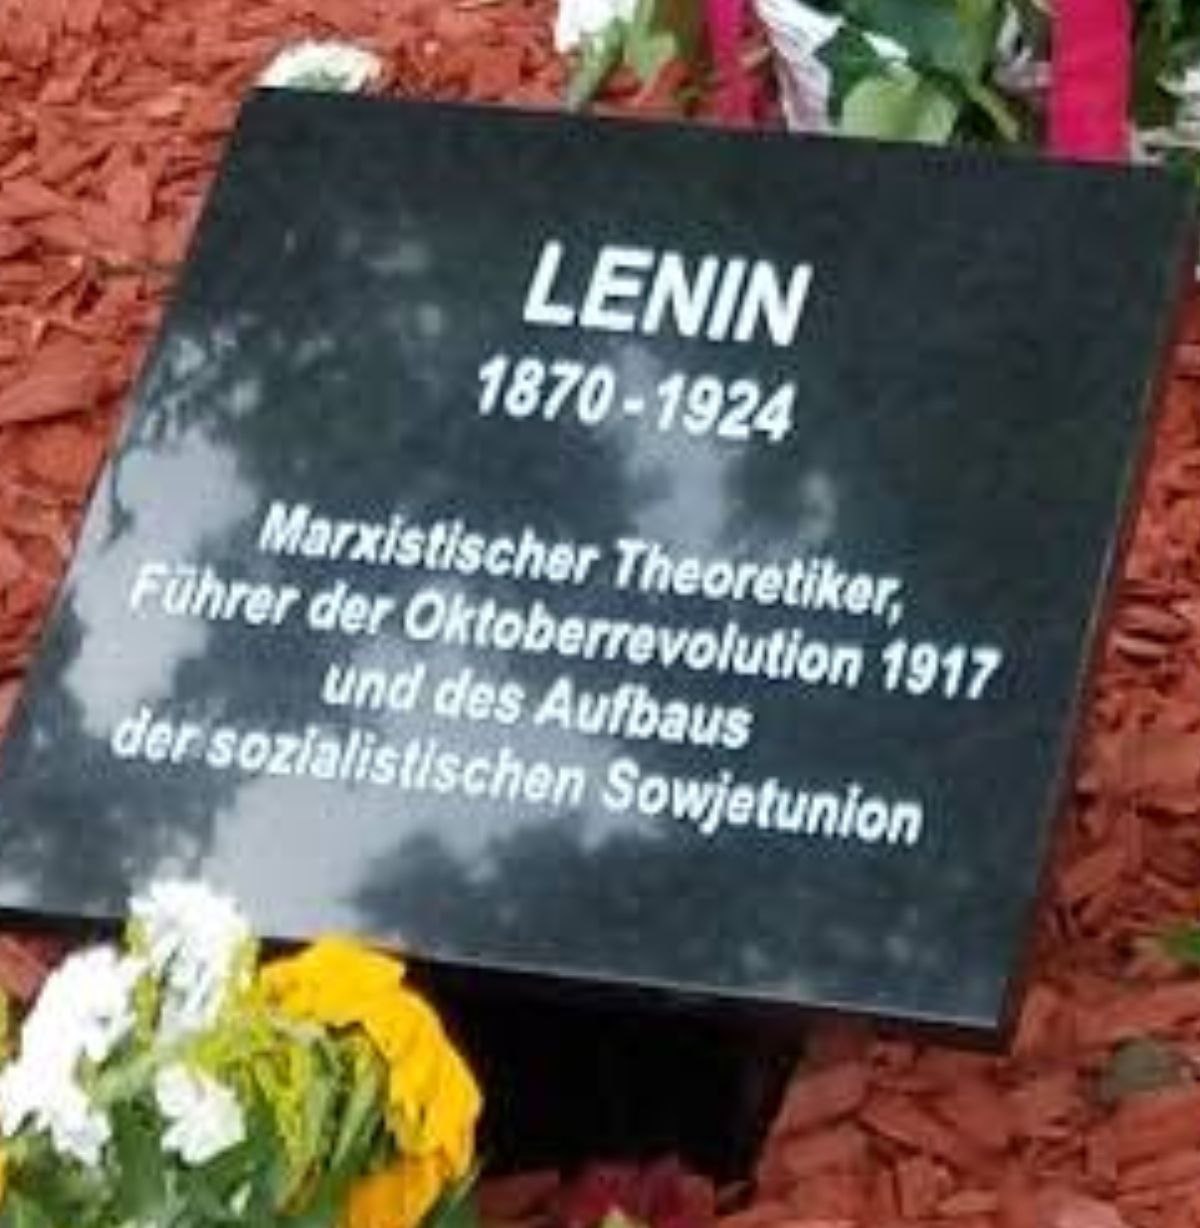 LENIN
1870 - 1924
Marxistischer Theoretiker,
Führer der Oktoberrevolution 1917
und des Aufbaus
der sozialistischen Sowjetunion